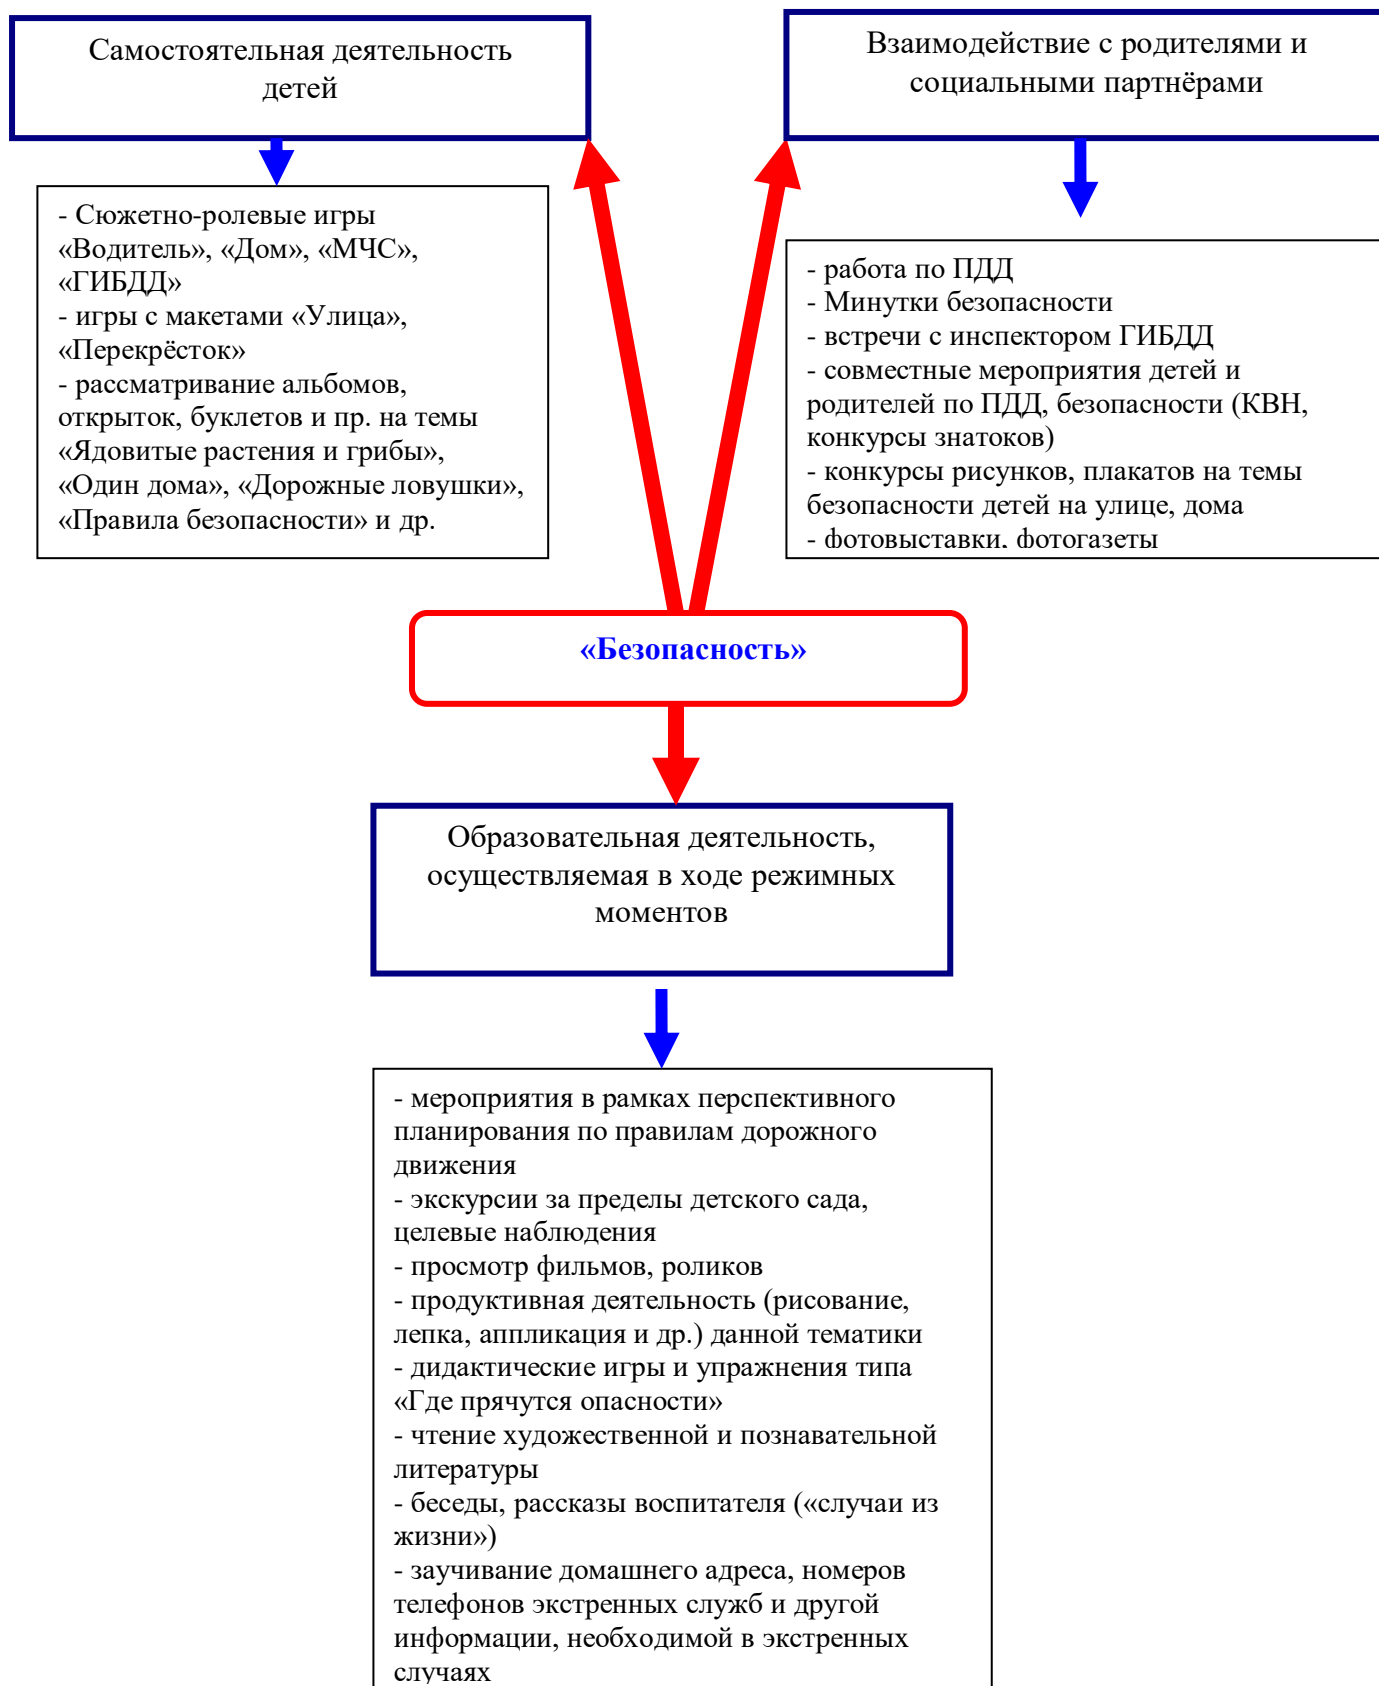 Самостоятельная деятельность
детей
Взаимодействие с родителями и
социальными партнёрами
- Сюжетно-ролевые игры
«Водитель», «Дом», «МЧС»,
«ГИБДД»
- игры с макетами «Улица»,
«Перекрёсток»
- рассматривание альбомов,
открыток, буклетов и пр. на темы
«Ядовитые растения и грибы»,
«Один дома», «Дорожные ловушки»,
«Правила безопасности» и др.
- работа по ПДД
- Минутки безопасности
- встречи с инспектором ГИБДД
- совместные мероприятия детей и
родителей по ПДД, безопасности (КВН,
конкурсы знатоков)
- конкурсы рисунков, плакатов на темы
безопасности детей на улице, дома
- фотовыставки, фотогазеты
«Безопасность»
Образовательная деятельность,
осуществляемая в ходе режимных
моментов
- мероприятия в рамках перспективного
планирования по правилам дорожного
движения
- экскурсии за пределы детского сада,
целевые наблюдения
- просмотр фильмов, роликов
- продуктивная деятельность (рисование,
лепка, аппликация и др.) данной тематики
- дидактические игры и упражнения типа
«Где прячутся опасности»
- чтение художественной и познавательной
литературы
- беседы, рассказы воспитателя («случаи из
жизни»)
- заучивание домашнего адреса, номеров
телефонов экстренных служб и другой
информации, необходимой в экстренных
случаях